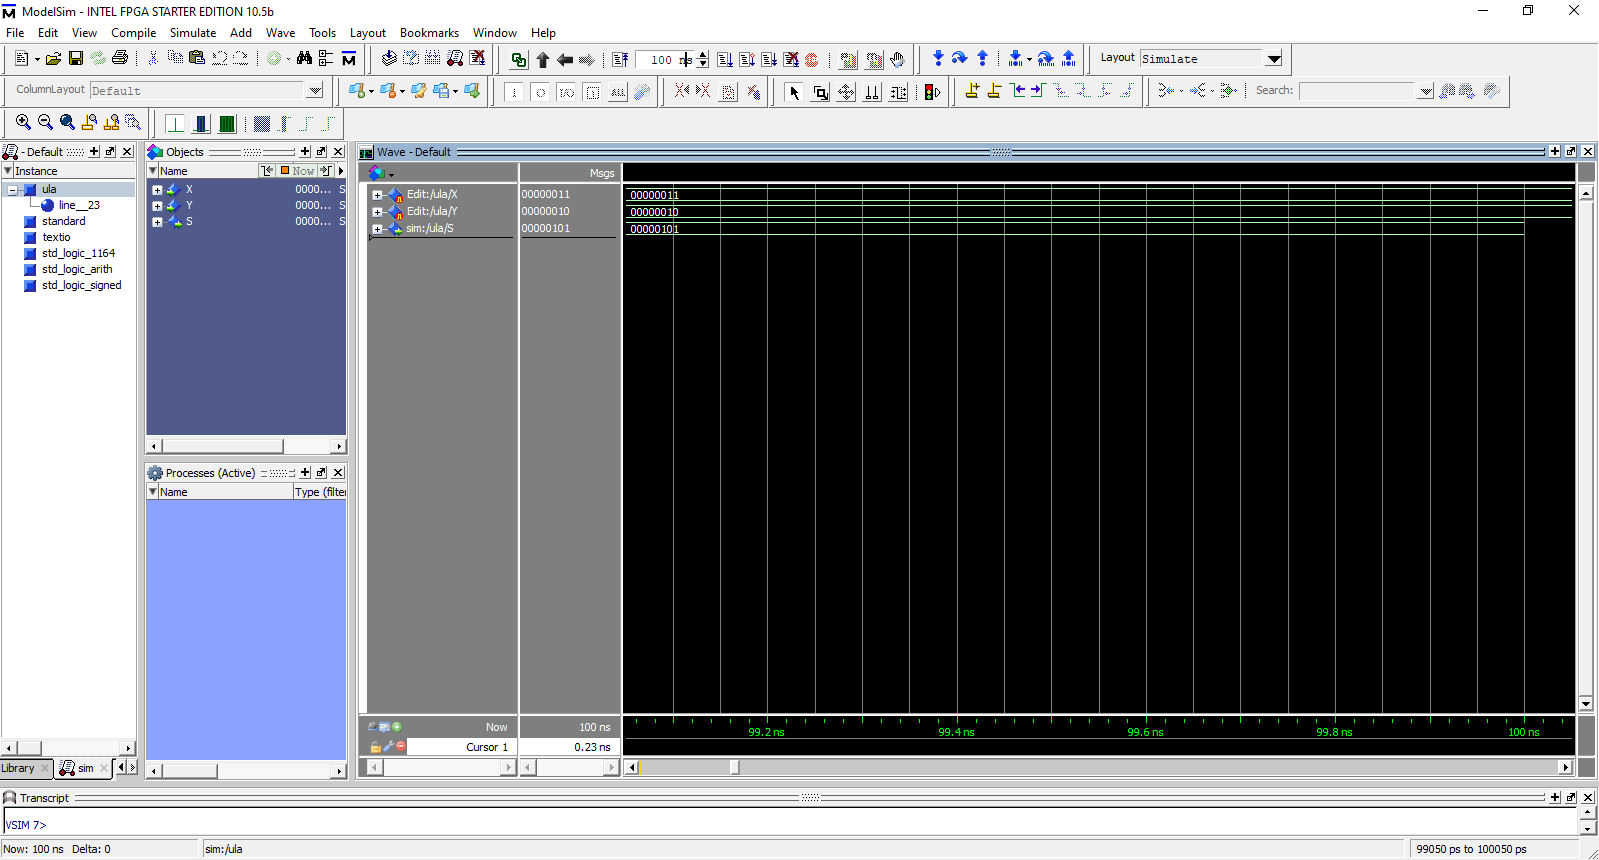 ModelSim - INTEL FPGA STARTER EDITION 10.5b
File Edit View Compile Simulate Add Wave Tools Layout Bookmarks Window Help
100 ns
Layout Simulate
ColumnLayout Default
Search:
- Default
Instance
ula
line__23
standard
textio
std_logic_1164
std_logic_arith
std_logic_signed
Library
sim
Objects
Name Now
X 0000... S
Y 0000... S
S 0000... S
Processes (Active)
Name Type (filter
Wave - Default
Msgs
Edit:/ula/X 00000011 00000011
Edit:/ula/Y 00000010 00000010
sim:/ula/S 00000101 00000101
Now 100 ns
Cursor 1 0.23 ns
99.2 ns 99.4 ns 99.6 ns 99.8 ns 100 ns
Transcript
VSIM 7>
Now: 100 ns Delta: 0 sim:/ula 99050 ps to 100050 ps